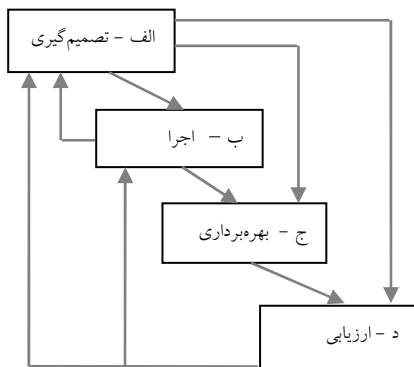 الف - تصمیم‌گیری
ب – اجرا
ج - بهره‌برداری
د - ارزیابی